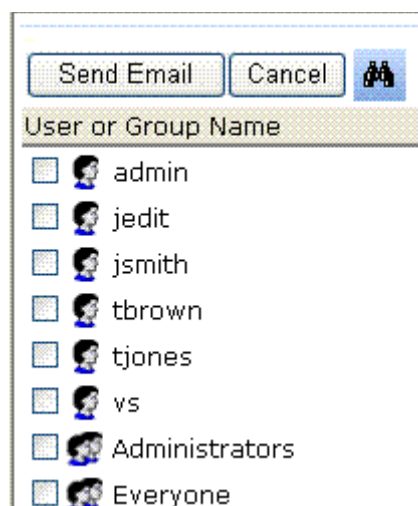 Send Email Cancel
User or Group Name
admin
jedit
jsmith
tbrown
tjones
vs
Administrators
Everyone